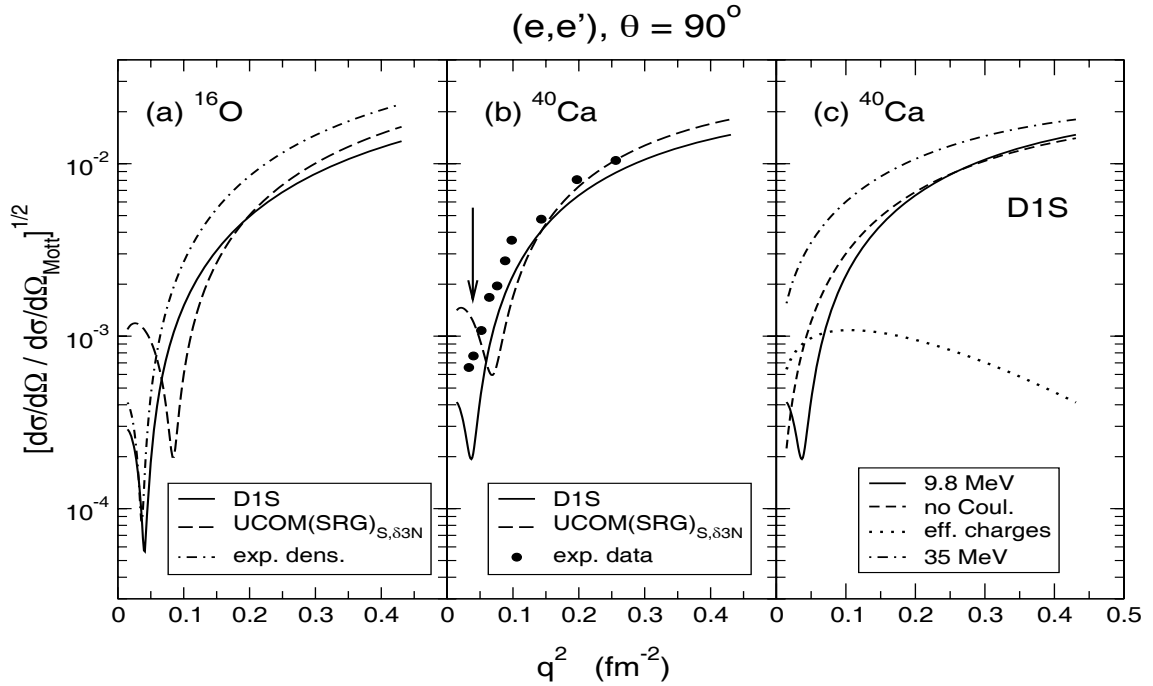 (e,e’), θ = 90°
[dσ/dΩ / dσ/dΩ_Mott]^1/2
10^-2
10^-3
10^-4
(a) ^16O
D1S
UCOM(SRG)_S,δ3N
exp. dens.
0 0.1 0.2 0.3 0.4
(b) ^40Ca
D1S
UCOM(SRG)_S,δ3N
exp. data
0 0.1 0.2 0.3 0.4
(c) ^40Ca
D1S
9.8 MeV
no Coul.
eff. charges
35 MeV
0 0.1 0.2 0.3 0.4 0.5
q^2 (fm^-2)